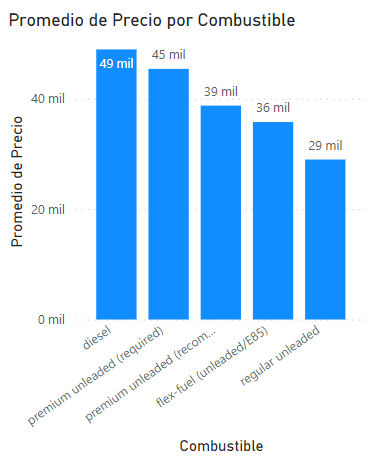 Promedio de Precio por Combustible
49 mil
45 mil
39 mil
36 mil
29 mil
40 mil
20 mil
0 mil
Promedio de Precio
diesel
premium unleaded (required)
premium unleaded (recom...
flex-fuel (unleaded/E85)
regular unleaded
Combustible